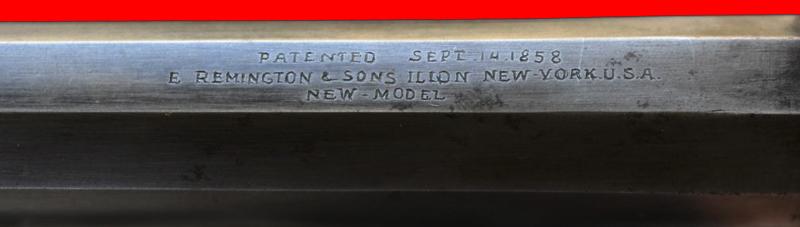 PATENTED SEPT.14.1858
E REMINGTON & SONS ILION NEW-YORK.U.S.A.
NEW-MODEL